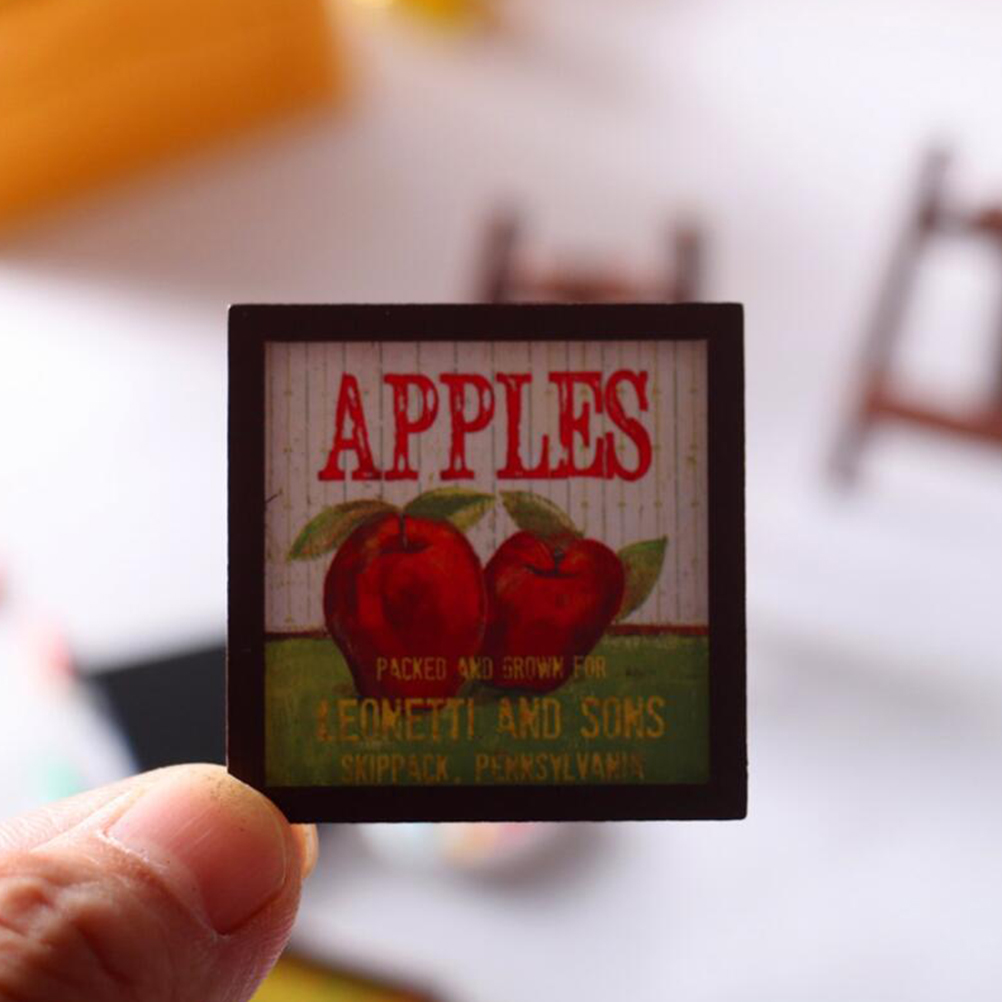 APPLES
PACKED AND GROWN FOR
LEONETTI AND SONS
SKIPPACK, PENNSYLVANIA